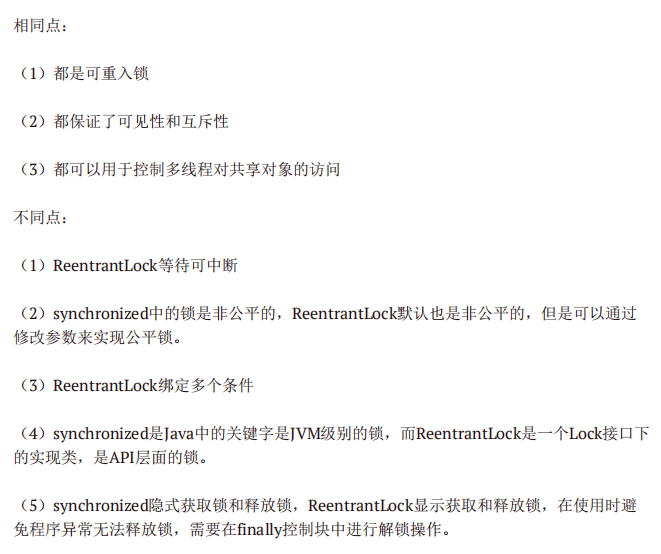 相同点：
（1）都是可重入锁
（2）都保证了可见性和互斥性
（3）都可以用于控制多线程对共享对象的访问
不同点：
（1）ReentrantLock等待可中断
（2）synchronized中的锁是非公平的，ReentrantLock默认也是非公平的，但是可以通过
修改参数来实现公平锁。
（3）ReentrantLock绑定多个条件
（4）synchronized是Java中的关键字是JVM级别的锁，而ReentrantLock是一个Lock接口下
的实现类，是API层面的锁。
（5）synchronized隐式获取锁和释放锁，ReentrantLock显示获取和释放锁，在使用时避
免程序异常无法释放锁，需要在finally控制块中进行解锁操作。